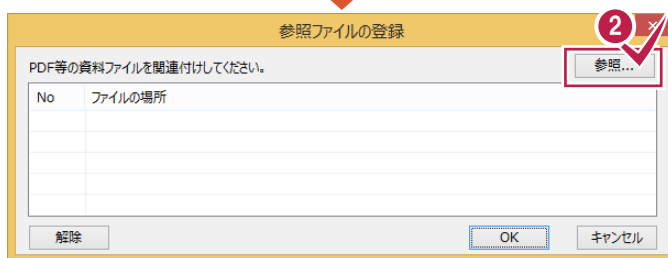 参照ファイルの登録
2
PDF等の資料ファイルを関連付けしてください。
参照...
No ファイルの場所
解除 OK キャンセル